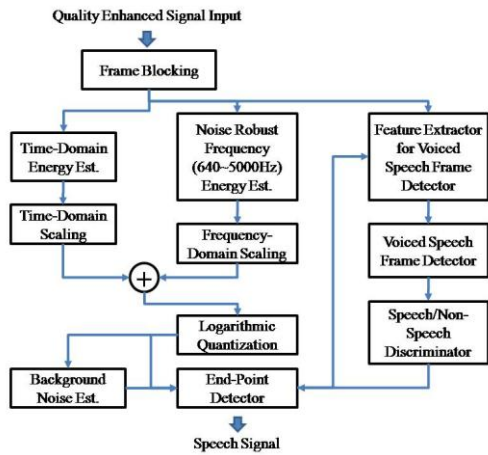 Quality Enhanced Signal Input
Frame Blocking
Time-Domain
Energy Est.
Noise Robust
Frequency
(640~5000Hz)
Energy Est.
Feature Extractor
for Voiced
Speech Frame
Detector
Time-Domain
Scaling
Frequency-
Domain Scaling
Voiced Speech
Frame Detector
+
Logarithmic
Quantization
Speech/Non-
Speech
Discriminator
Background
Noise Est.
End-Point
Detector
Speech Signal